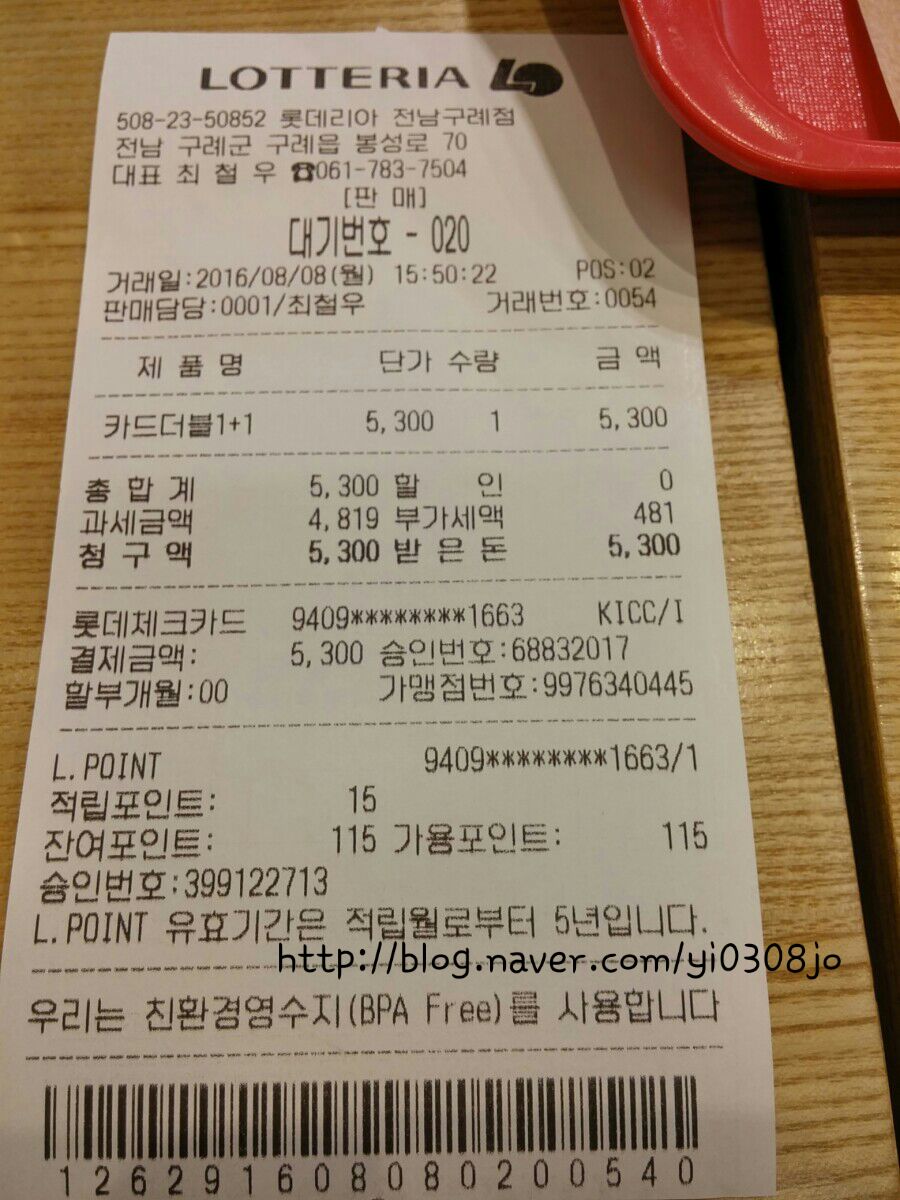 LOTTERIA
508-23-50852 롯데리아 전남구례점
전남 구례군 구례읍 봉성로 70
대표 최 철 우 ☎061-783-7504
[판 매]
대기번호 - 020
거래일:2016/08/08(월) 15:50:22 POS:02
판매담당:0001/최철우 거래번호:0054
제 품 명 단가 수량 금 액
카드더블1+1 5,300 1 5,300
총 합 계 5,300 할 인 0
과세금액 4,819 부가세액 481
청 구 액 5,300 받 은 돈 5,300
롯데체크카드 9409********1663 KICC/I
결제금액: 5,300 승인번호:68832017
할부개월:00 가맹점번호:9976340445
L.POINT 9409********1663/1
적립포인트: 15
잔여포인트: 115 가용포인트: 115
승인번호:399122713
L.POINT 유효기간은 적립월로부터 5년입니다.
http://blog.naver.com/yi0308jo
우리는 친환경영수지(BPA Free)를 사용합니다
126291608080200540